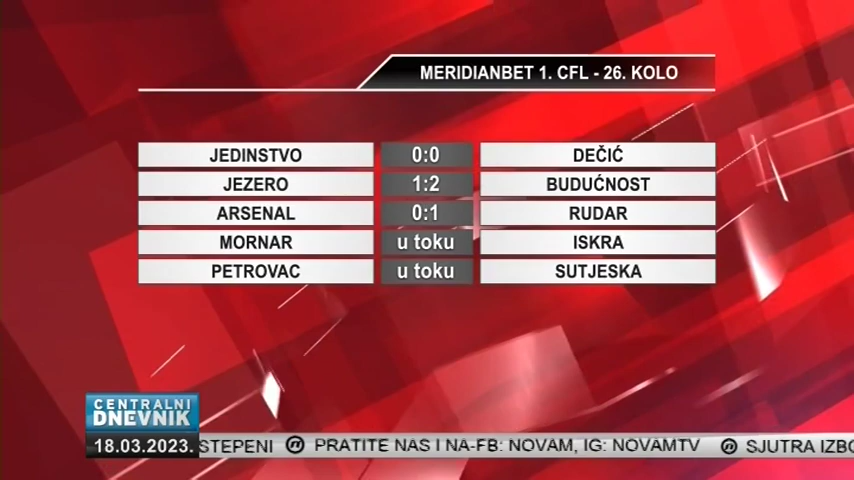 MERIDIANBET 1. CFL - 26. KOLO
JEDINSTVO 0:0 DEČIĆ
JEZERO 1:2 BUDUĆNOST
ARSENAL 0:1 RUDAR
MORNAR u toku ISKRA
PETROVAC u toku SUTJESKA
CENTRALNI
DNEVNIK
18.03.2023. STEPENI PRATITE NAS I NA-FB: NOVAM, IG: NOVAMTV SJUTRA IZBO